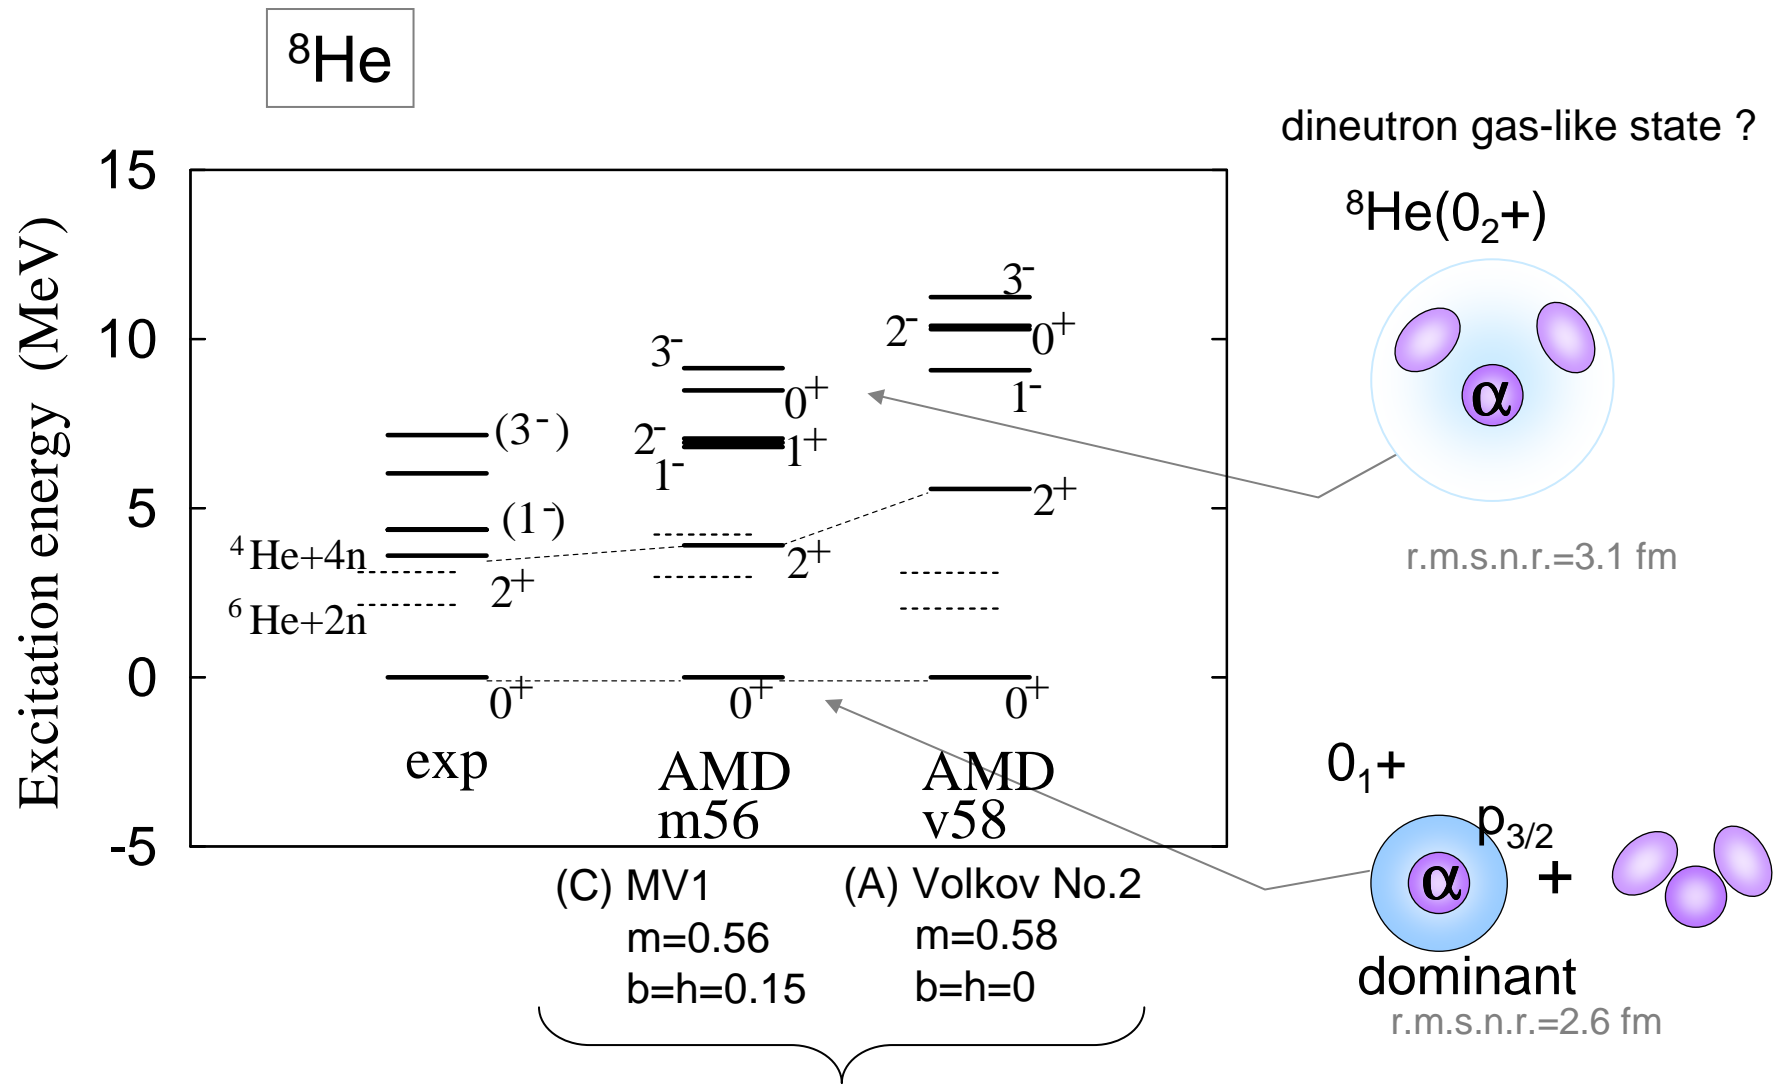 ⁸He
dineutron gas-like state ?
⁸He(0₂+)
α
r.m.s.n.r.=3.1 fm
Excitation energy (MeV)
15
10
5
0
-5
(3⁻)
(1⁻)
⁴He+4n
2⁺
⁶He+2n
0⁺
exp
3⁻
0⁺
2⁻
1⁺
1⁻
2⁺
0⁺
AMD
m56
3⁻
2⁻
0⁺
1⁻
2⁺
0⁺
AMD
v58
(C) MV1
m=0.56
b=h=0.15
(A) Volkov No.2
m=0.58
b=h=0
0₁+
p₃/₂
α
+
dominant
r.m.s.n.r.=2.6 fm